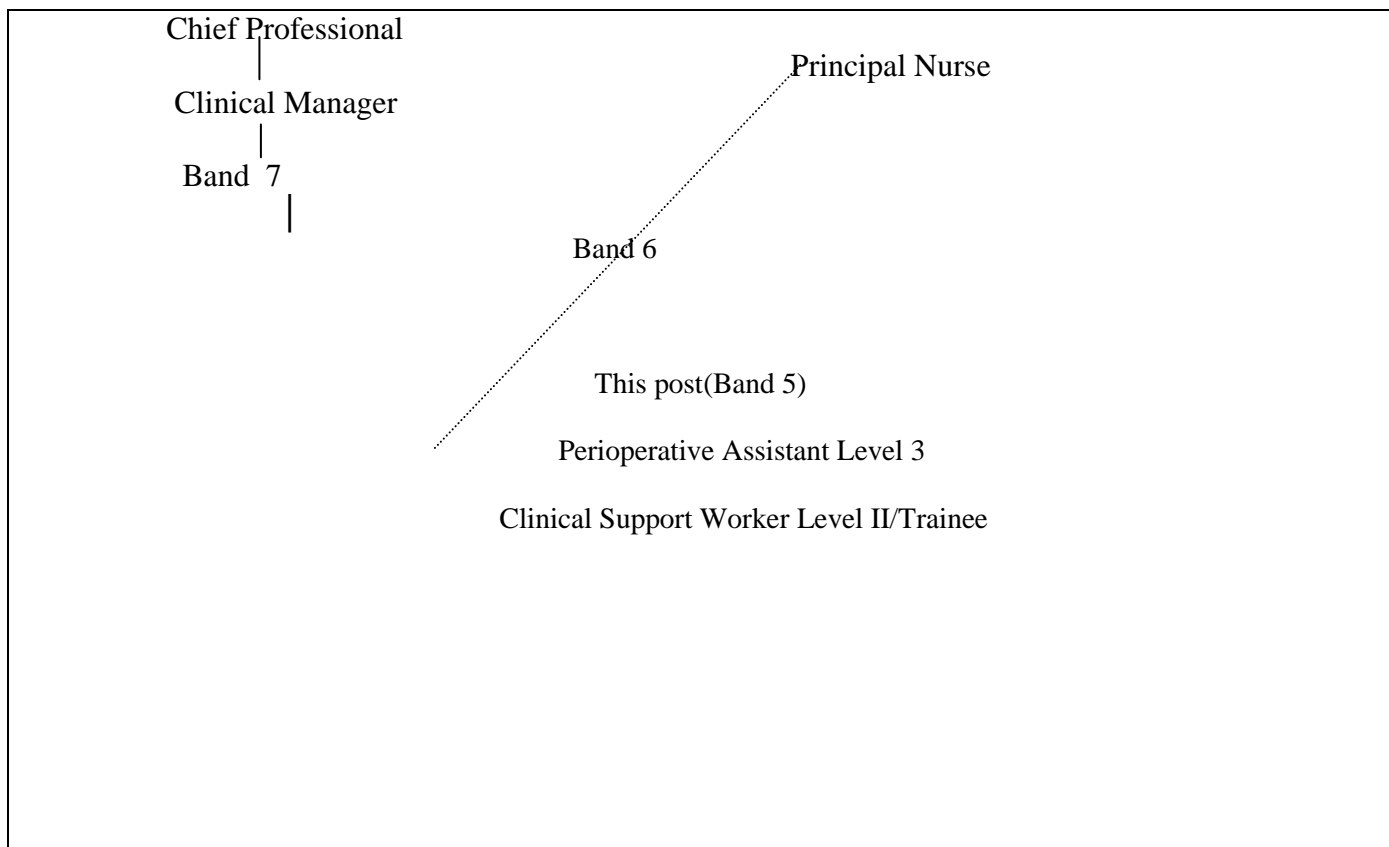 Chief Professional
Principal Nurse
Clinical Manager
Band 7
Band 6
This post(Band 5)
Perioperative Assistant Level 3
Clinical Support Worker Level II/Trainee